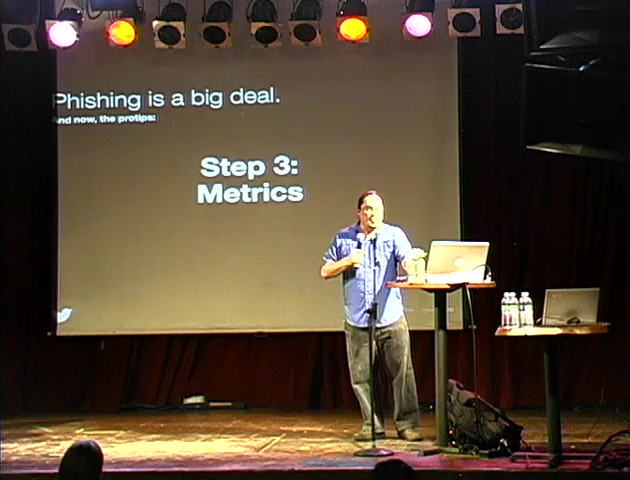 Phishing is a big deal.
And now, the protips:
Step 3:
Metrics